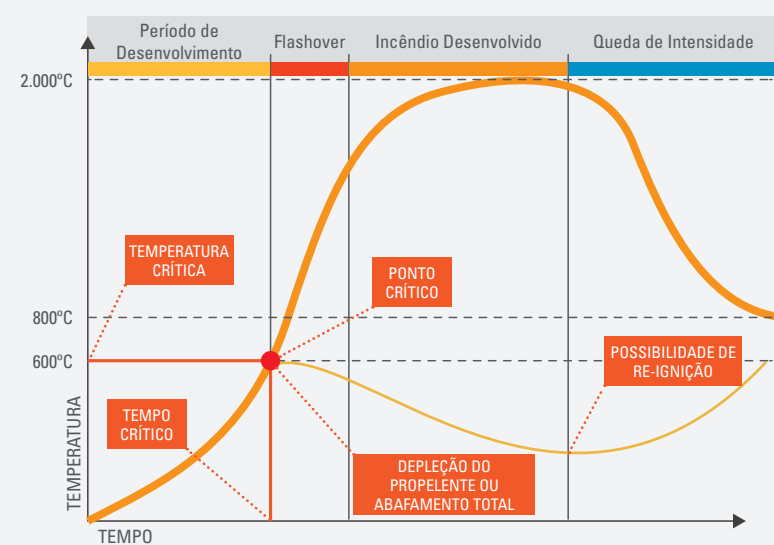 Período de
Desenvolvimento
Flashover
Incêndio Desenvolvido
Queda de Intensidade
2.000ºC
TEMPERATURA
CRÍTICA
PONTO
CRÍTICO
800ºC
600ºC
POSSIBILIDADE DE
RE-IGNIÇÃO
TEMPO
CRÍTICO
DEPLEÇÃO DO
PROPELENTE OU
ABAFAMENTO TOTAL
TEMPERATURA
TEMPO